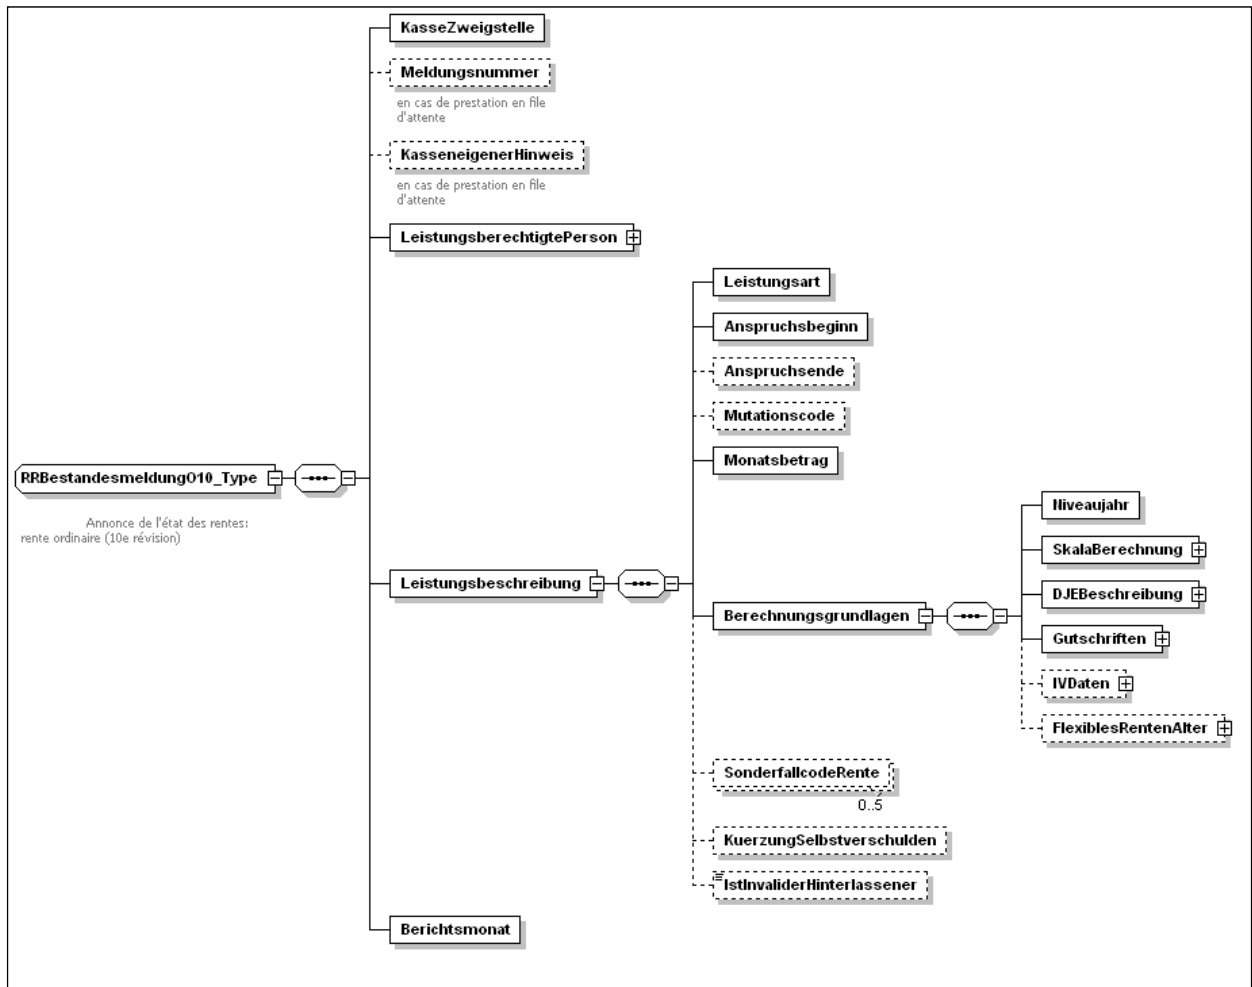 KasseZweigstelle
Meldungsnummer
en cas de prestation en file
d'attente
KasseneigenerHinweis
en cas de prestation en file
d'attente
LeistungsberechtigtePerson
Leistungsart
Anspruchsbeginn
Anspruchsende
Mutationscode
Monatsbetrag
RRBestandesmeldungO10_Type
Annonce de l'état des rentes:
rente ordinaire (10e révision)
Niveaujahr
SkalaBerechnung
Leistungsbeschreibung
DJEBeschreibung
Berechnungsgrundlagen
Gutschriften
IVDaten
FlexiblesRentenAlter
SonderfallcodeRente
0..5
KuerzungSelbstverschulden
IstInvaliderHinterlassener
Berichtsmonat